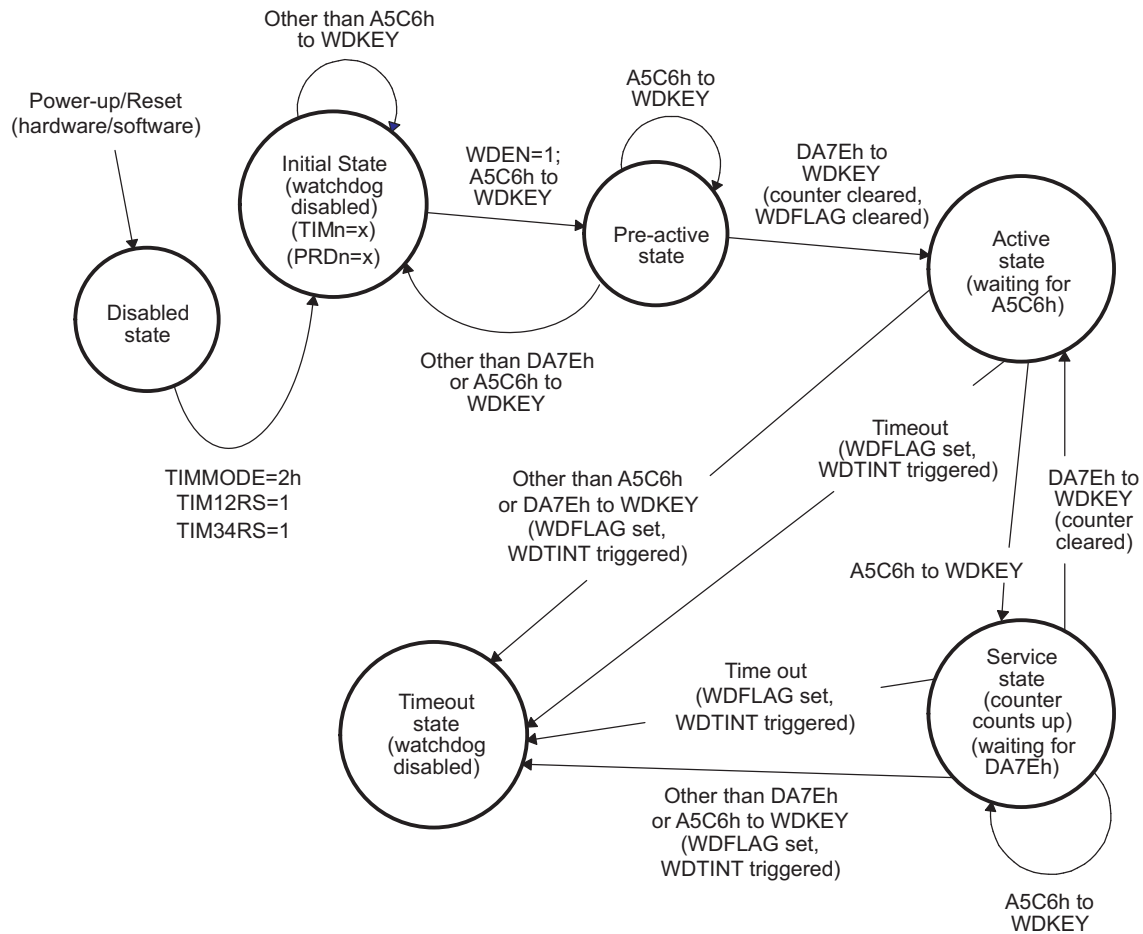 Other than A5C6h
to WDKEY
Power-up/Reset
(hardware/software)
A5C6h to
WDKEY
Initial State
(watchdog
disabled)
(TIMn=x)
(PRDn=x)
WDEN=1;
A5C6h to
WDKEY
DA7Eh to
WDKEY
(counter cleared,
WDFLAG cleared)
Pre-active
state
Active
state
(waiting for
A5C6h)
Disabled
state
Other than DA7Eh
or A5C6h to
WDKEY
TIMMODE=2h
TIM12RS=1
TIM34RS=1
Timeout
(WDFLAG set,
WDTINT triggered)
Other than A5C6h
or DA7Eh to WDKEY
(WDFLAG set,
WDTINT triggered)
DA7Eh to
WDKEY
(counter
cleared)
A5C6h to WDKEY
Timeout
state
(watchdog
disabled)
Time out
(WDFLAG set,
WDTINT triggered)
Service
state
(counter
counts up)
(waiting for
DA7Eh)
Other than DA7Eh
or A5C6h to WDKEY
(WDFLAG set,
WDTINT triggered)
A5C6h to
WDKEY